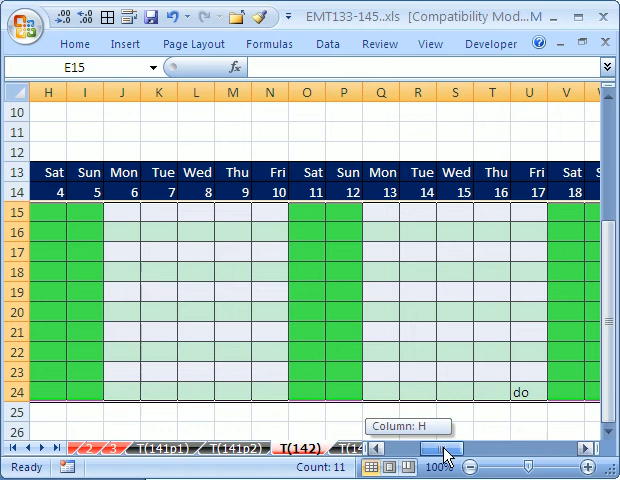 EMT133-145..xls [Compatibility Mod... M
Home Insert Page Layout Formulas Data Review View Developer
E15 fx
H I J K L M N O P Q R S T U V
10
11
12
13 Sat Sun Mon Tue Wed Thu Fri Sat Sun Mon Tue Wed Thu Fri Sat S
14 4 5 6 7 8 9 10 11 12 13 14 15 16 17 18
15
16
17
18
19
20
21
22
23
24 do
25
26
Column: H
2 3 T(141p1) T(141p2) T(142) T(14
Ready Count: 11 100%